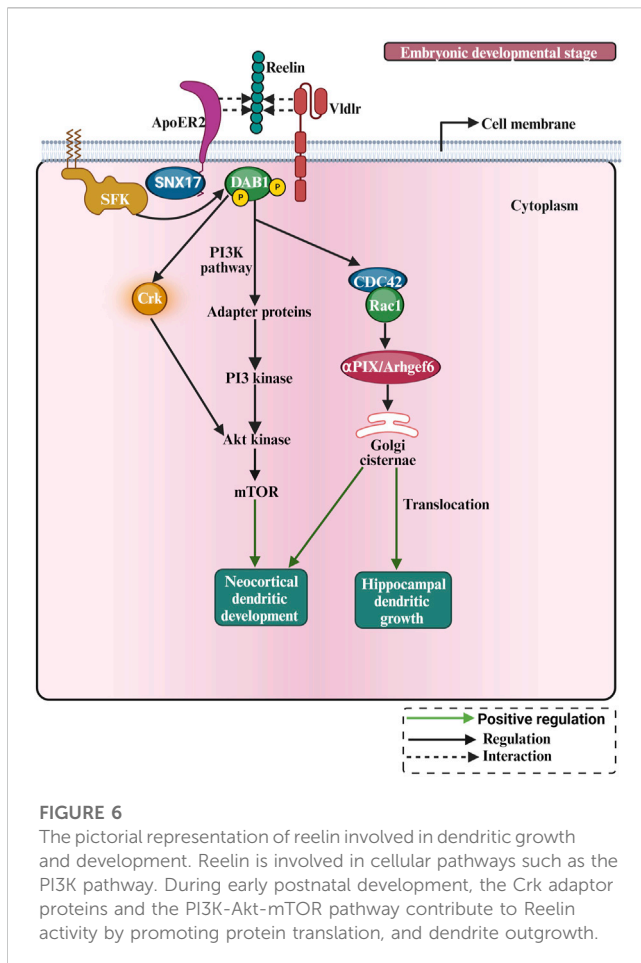 Embryonic developmental stage
Reelin
ApoER2
Vldlr
Cell membrane
SNX17
DAB1
P
P
SFK
Cytoplasm
PI3K
pathway
CDC42
Rac1
Crk
Adapter proteins
αPIX/Arhgef6
PI3 kinase
Akt kinase
Golgi
cisternae
mTOR
Translocation
Neocortical
dendritic
development
Hippocampal
dendritic
growth
Positive regulation
Regulation
Interaction
FIGURE 6
The pictorial representation of reelin involved in dendritic growth
and development. Reelin is involved in cellular pathways such as the
PI3K pathway. During early postnatal development, the Crk adaptor
proteins and the PI3K-Akt-mTOR pathway contribute to Reelin
activity by promoting protein translation, and dendrite outgrowth.